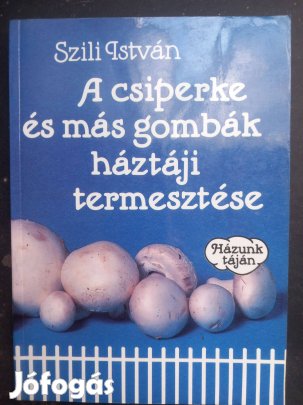 Szili István
A csiperke
és más gombák
háztáji
termesztése
Házunk
táján
Jófogás